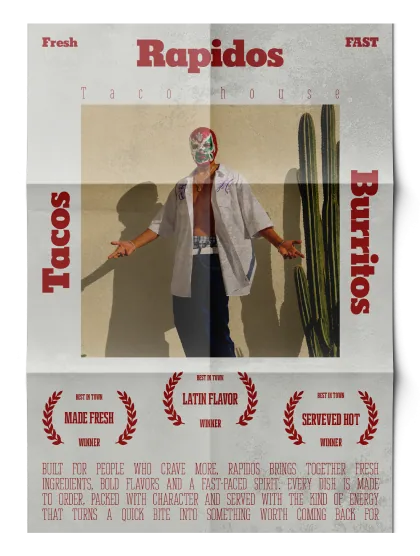 Fresh
Rapidos
FAST
Taco house
Tacos
Burritos
BEST IN TOWN
MADE FRESH
WINNER
BEST IN TOWN
LATIN FLAVOR
WINNER
BEST IN TOWN
SERVEVED HOT
WINNER
BUILT FOR PEOPLE WHO CRAVE MORE, RAPIDOS BRINGS TOGETHER FRESH
INGREDIENTS, BOLD FLAVORS AND A FAST-PACED SPIRIT. EVERY DISH IS MADE
TO ORDER, PACKED WITH CHARACTER AND SERVED WITH THE KIND OF ENERGY
THAT TURNS A QUICK BITE INTO SOMETHING WORTH COMING BACK FOR